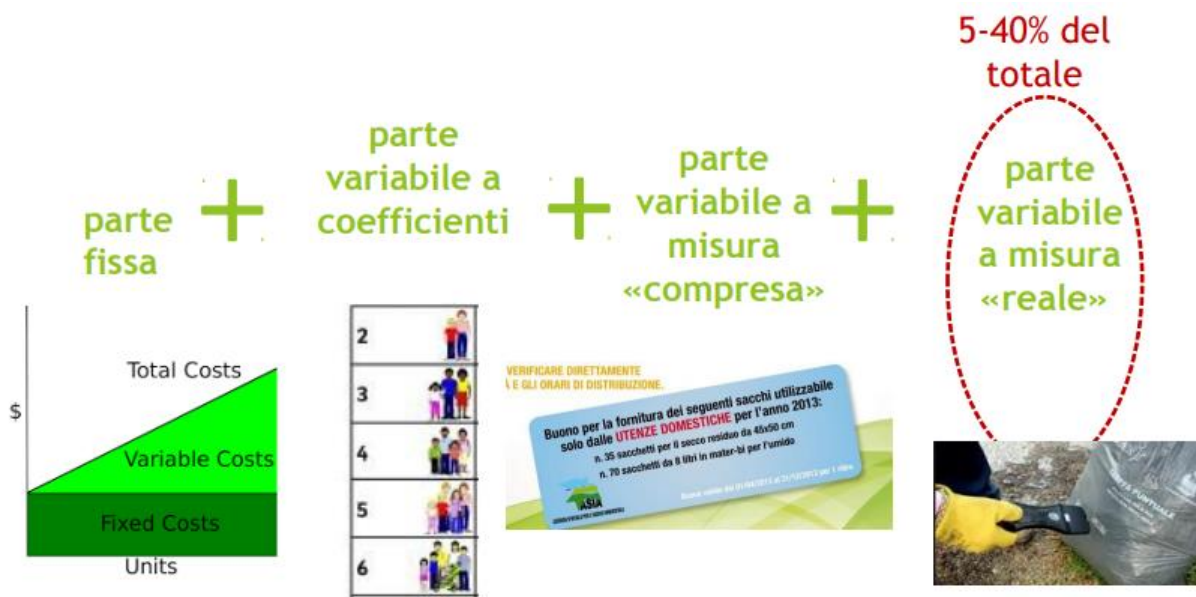 5-40% del
totale
parte
fissa
+
parte
variabile a
coefficienti
+
parte
variabile a
misura
«compresa»
+
parte
variabile
a misura
«reale»
$
Total Costs
Variable Costs
Fixed Costs
Units
2
3
4
5
6
VERIFICARE DIRETTAMENTE
A E GLI ORARI DI DISTRIBUZIONE.
Buono per la fornitura dei seguenti sacchi utilizzabile
solo dalle UTENZE DOMESTICHE per l'anno 2013:
n. 35 sacchetti per il secco residuo da 45x50 cm
n. 70 sacchetti da 8 litri in mater-bi per l'umido
ASIA
PUNTUALE